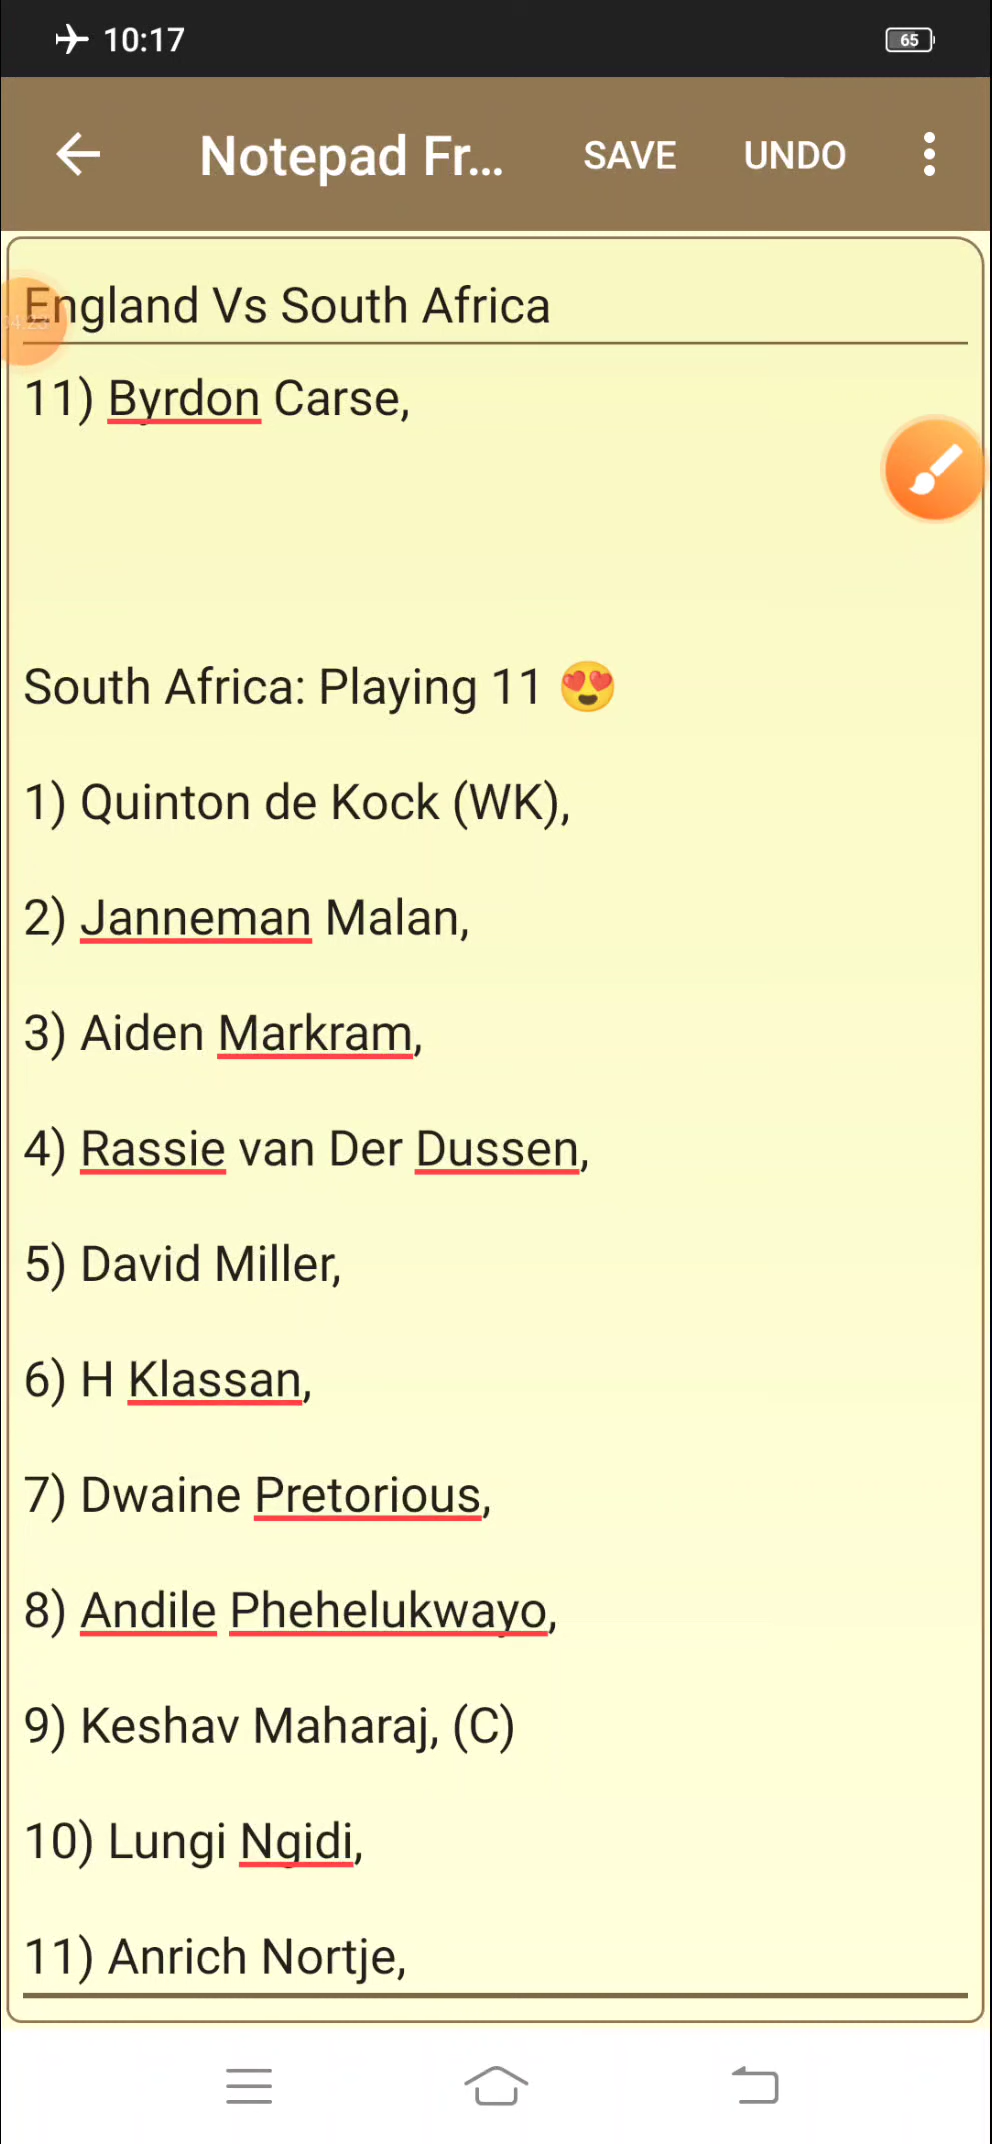 10:17
65
Notepad Fr... SAVE UNDO
England Vs South Africa
11) Byrdon Carse,
South Africa: Playing 11 😍
1) Quinton de Kock (WK),
2) Janneman Malan,
3) Aiden Markram,
4) Rassie van Der Dussen,
5) David Miller,
6) H Klassan,
7) Dwaine Pretorious,
8) Andile Phehelukwayo,
9) Keshav Maharaj, (C)
10) Lungi Ngidi,
11) Anrich Nortje,